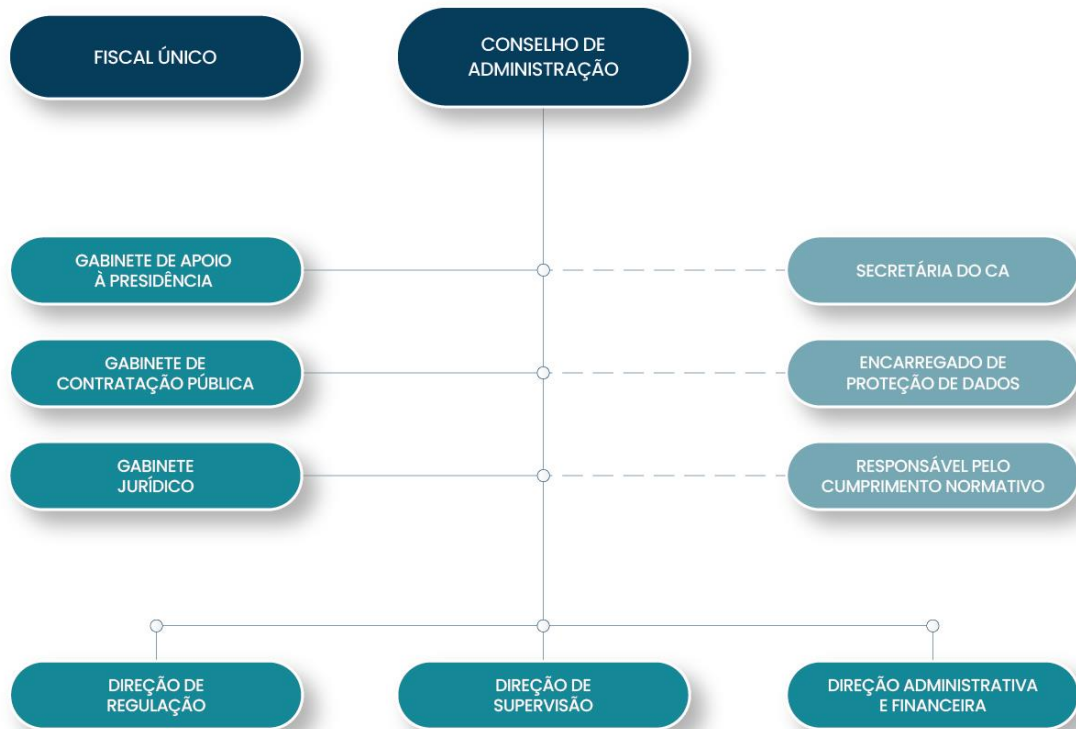 FISCAL ÚNICO
CONSELHO DE
ADMINISTRAÇÃO
GABINETE DE APOIO
À PRESIDÊNCIA
SECRETÁRIA DO CA
GABINETE DE
CONTRATAÇÃO PÚBLICA
ENCARREGADO DE
PROTEÇÃO DE DADOS
GABINETE
JURÍDICO
RESPONSÁVEL PELO
CUMPRIMENTO NORMATIVO
DIREÇÃO DE
REGULAÇÃO
DIREÇÃO DE
SUPERVISÃO
DIREÇÃO ADMINISTRATIVA
E FINANCEIRA